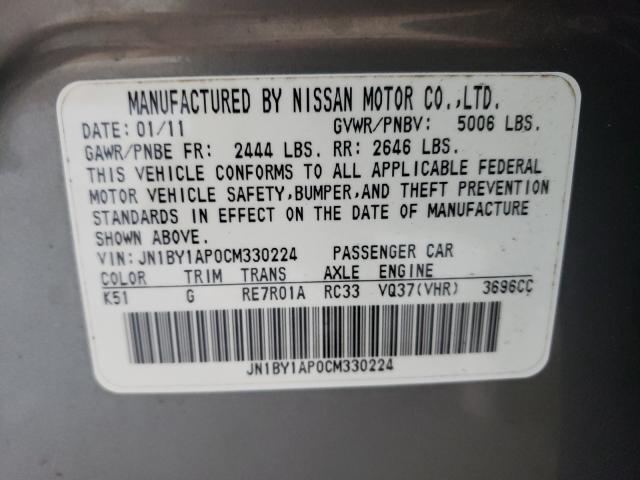 MANUFACTURED BY NISSAN MOTOR CO.,LTD.
DATE: 01/11 GVWR/PNBV: 5006 LBS.
GAWR/PNBE FR: 2444 LBS. RR: 2646 LBS.
THIS VEHICLE CONFORMS TO ALL APPLICABLE FEDERAL
MOTOR VEHICLE SAFETY,BUMPER,AND THEFT PREVENTION
STANDARDS IN EFFECT ON THE DATE OF MANUFACTURE
SHOWN ABOVE.
VIN: JN1BY1AP0CM330224 PASSENGER CAR
COLOR TRIM TRANS AXLE ENGINE
K51 G RE7R01A RC33 VQ37(VHR) 3696CC
JN1BY1AP0CM330224